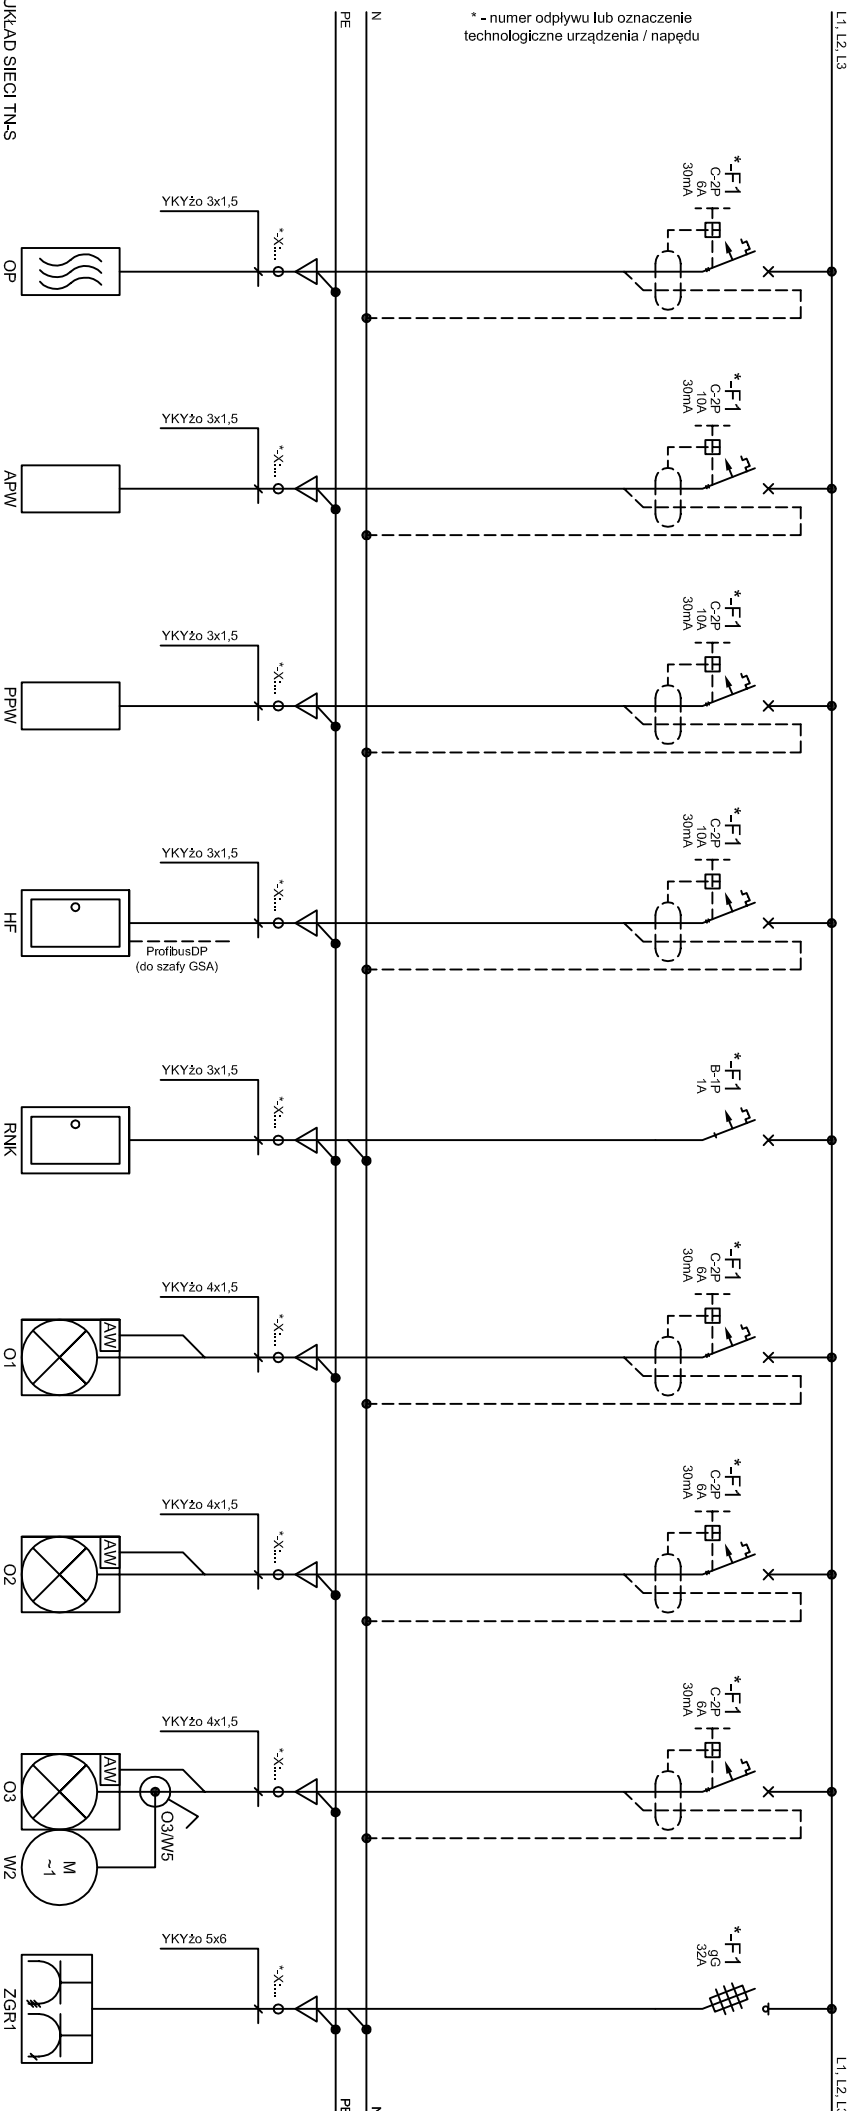 * - numer odpływu lub oznaczenie
technologiczne urządzenia / napędu
L1, L2, L3
N
PE
UKŁAD SIECI TN-S
*-F1
C-2P
6A
30mA
YKYżo 3x1,5
*-X:...
OP
*-F1
C-2P
10A
30mA
YKYżo 3x1,5
*-X:...
APW
*-F1
C-2P
10A
30mA
YKYżo 3x1,5
*-X:...
PPW
*-F1
C-2P
10A
30mA
YKYżo 3x1,5
*-X:...
ProfibusDP
(do szafy GSA)
HF
*-F1
B-1P
1A
YKYżo 3x1,5
*-X:...
RNK
*-F1
C-2P
6A
30mA
YKYżo 4x1,5
*-X:...
AW
O1
*-F1
C-2P
6A
30mA
YKYżo 4x1,5
*-X:...
AW
O2
*-F1
C-2P
6A
30mA
YKYżo 4x1,5
*-X:...
AW
O3/W5
O3
M
~1
W2
*-F1
gG
32A
YKYżo 5x6
*-X:...
ZGR1
L1, L2, L3
N
PE